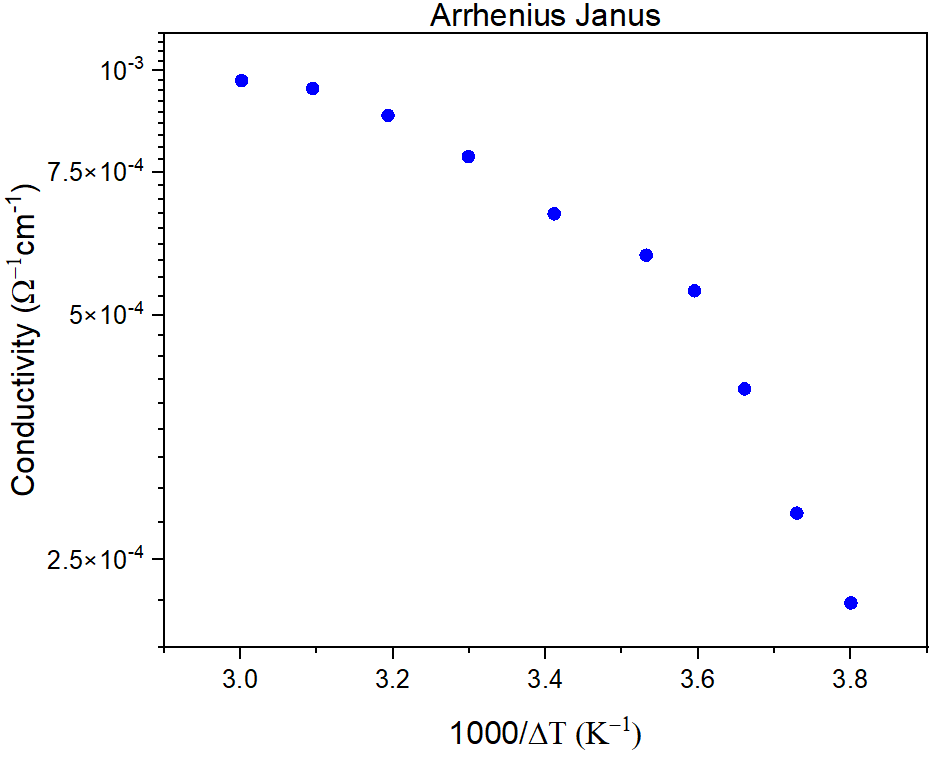 Arrhenius Janus
10⁻³
7.5×10⁻⁴
5×10⁻⁴
2.5×10⁻⁴
Conductivity (Ω⁻¹cm⁻¹)
3.0 3.2 3.4 3.6 3.8
1000/ΔT (K⁻¹)